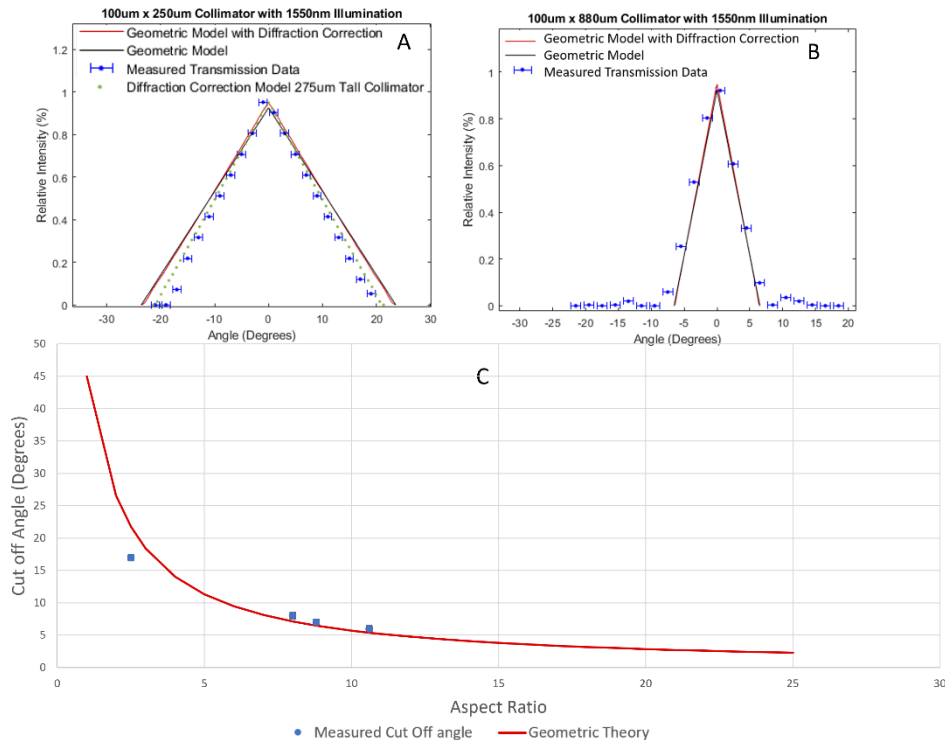 100um x 250um Collimator with 1550nm Illumination
A
Geometric Model with Diffraction Correction
Geometric Model
Measured Transmission Data
Diffraction Correction Model 275um Tall Collimator
Relative Intensity (%)
1.2
1
0.8
0.6
0.4
0.2
0
-30 -20 -10 0 10 20 30
Angle (Degrees)
100um x 880um Collimator with 1550nm Illumination
B
Geometric Model with Diffraction Correction
Geometric Model
Measured Transmission Data
Relative Intensity (%)
1
0.8
0.6
0.4
0.2
0
-30 -25 -20 -15 -10 -5 0 5 10 15 20
Angle (Degrees)
C
Cut off Angle (Degrees)
50
45
40
35
30
25
20
15
10
5
0
0 5 10 15 20 25 30
Aspect Ratio
Measured Cut Off angle Geometric Theory